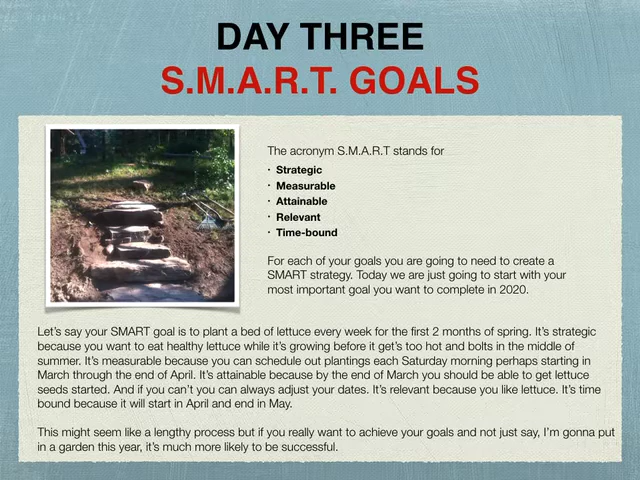 DAY THREE
S.M.A.R.T. GOALS
The acronym S.M.A.R.T stands for
• Strategic
• Measurable
• Attainable
• Relevant
• Time-bound
For each of your goals you are going to need to create a
SMART strategy. Today we are just going to start with your
most important goal you want to complete in 2020.
Let's say your SMART goal is to plant a bed of lettuce every week for the first 2 months of spring. It's strategic
because you want to eat healthy lettuce while it's growing before it get's too hot and bolts in the middle of
summer. It's measurable because you can schedule out plantings each Saturday morning perhaps starting in
March through the end of April. It's attainable because by the end of March you should be able to get lettuce
seeds started. And if you can't you can always adjust your dates. It's relevant because you like lettuce. It's time
bound because it will start in April and end in May.
This might seem like a lengthy process but if you really want to achieve your goals and not just say, I'm gonna put
in a garden this year, it's much more likely to be successful.